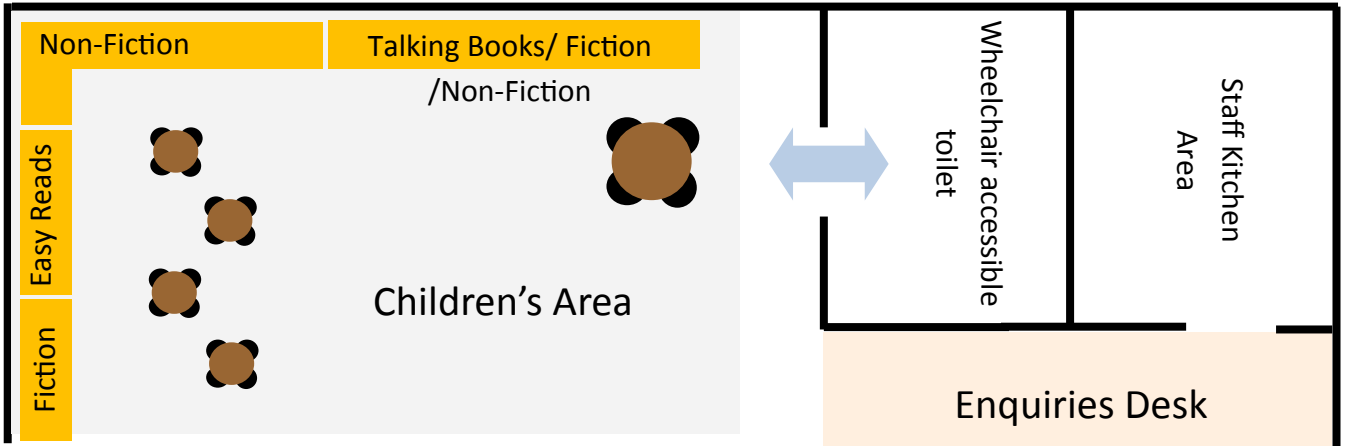 Non-Fiction
Talking Books/ Fiction
/Non-Fiction
Easy Reads
Fiction
Children's Area
Wheelchair accessible
toilet
Staff Kitchen
Area
Enquiries Desk